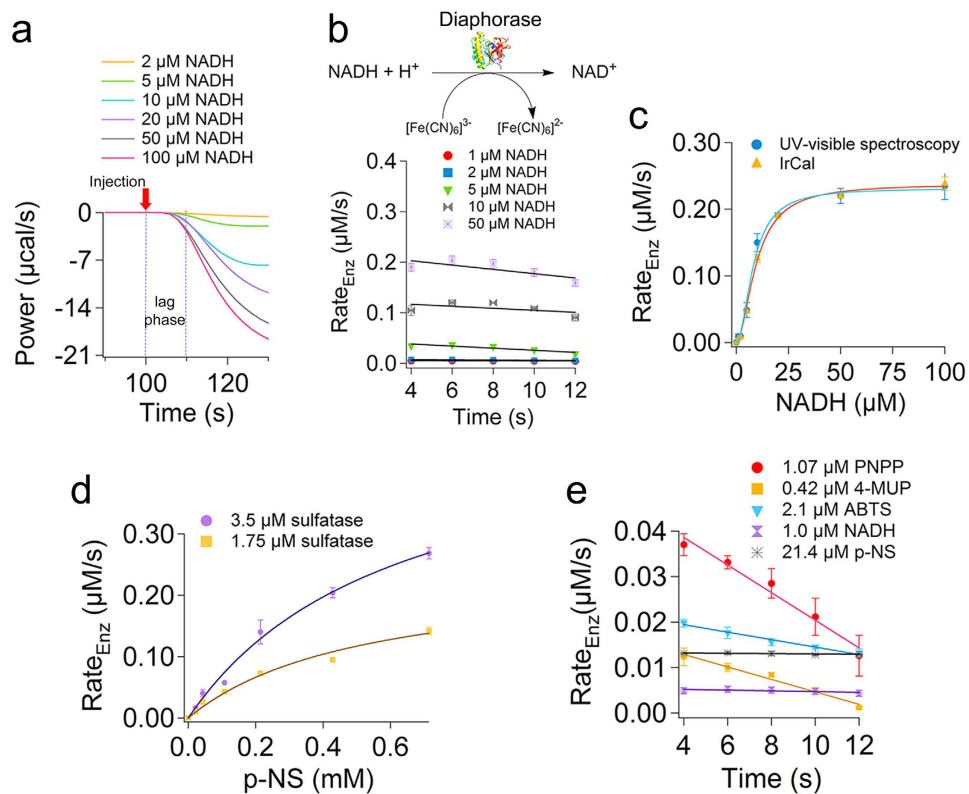 a
2 µM NADH
5 µM NADH
10 µM NADH
20 µM NADH
50 µM NADH
100 µM NADH
Injection
lag
phase
0
-7
-14
-21
Power (µcal/s)
100
120
Time (s)
b
Diaphorase
NADH + H⁺
NAD⁺
[Fe(CN)₆]³⁻
[Fe(CN)₆]²⁻
1 µM NADH
2 µM NADH
5 µM NADH
10 µM NADH
50 µM NADH
0.4
0.3
0.2
0.1
0.0
Rate_Enz (µM/s)
4
6
8
10
12
Time (s)
c
UV-visible spectroscopy
IrCal
0.30
0.20
0.10
0.00
Rate_Enz (µM/s)
0
25
50
75
100
NADH (µM)
d
3.5 µM sulfatase
1.75 µM sulfatase
0.30
0.20
0.10
0.00
Rate_Enz (µM/s)
0.0
0.2
0.4
0.6
p-NS (mM)
e
1.07 µM PNPP
0.42 µM 4-MUP
2.1 µM ABTS
1.0 µM NADH
21.4 µM p-NS
0.04
0.03
0.02
0.01
0.00
Rate_Enz(µM/s)
4
6
8
10
12
Time (s)